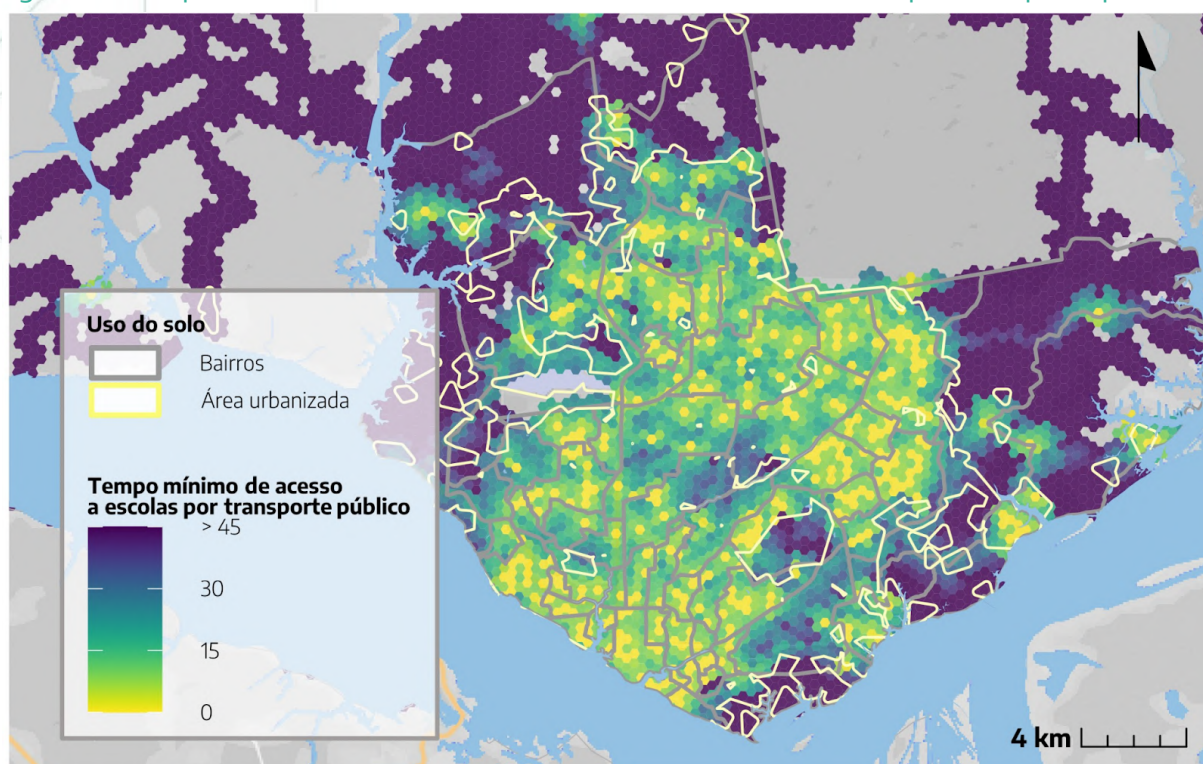 Uso do solo
Bairros
Área urbanizada
Tempo mínimo de acesso
a escolas por transporte público
> 45
30
15
0
4 km